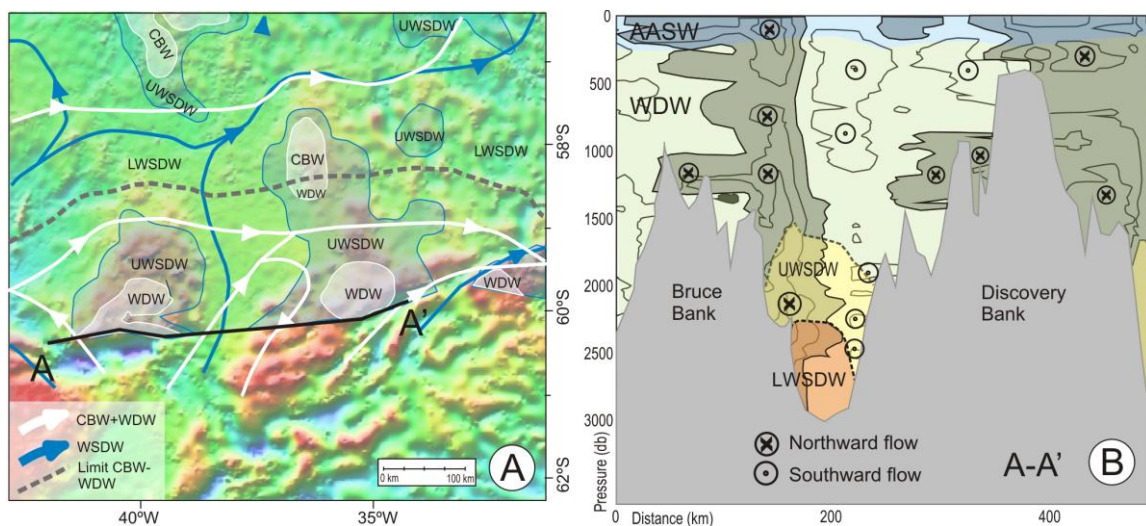 CBW
UWSDW
UWSDW
LWSDW
CBW
WDW
UWSDW
LWSDW
UWSDW
WDW
UWSDW
WDW
WDW
A
A'
CBW+WDW
WSDW
Limit CBW-
WDW
0 km
100 km
A
40°W
35°W
58°S
60°S
62°S
0
500
1000
1500
2000
2500
3000
Pressure (db)
AASW
WDW
UWSDW
LWSDW
Bruce
Bank
Discovery
Bank
Northward flow
Southward flow
A-A'
B
0
Distance (km)
200
400